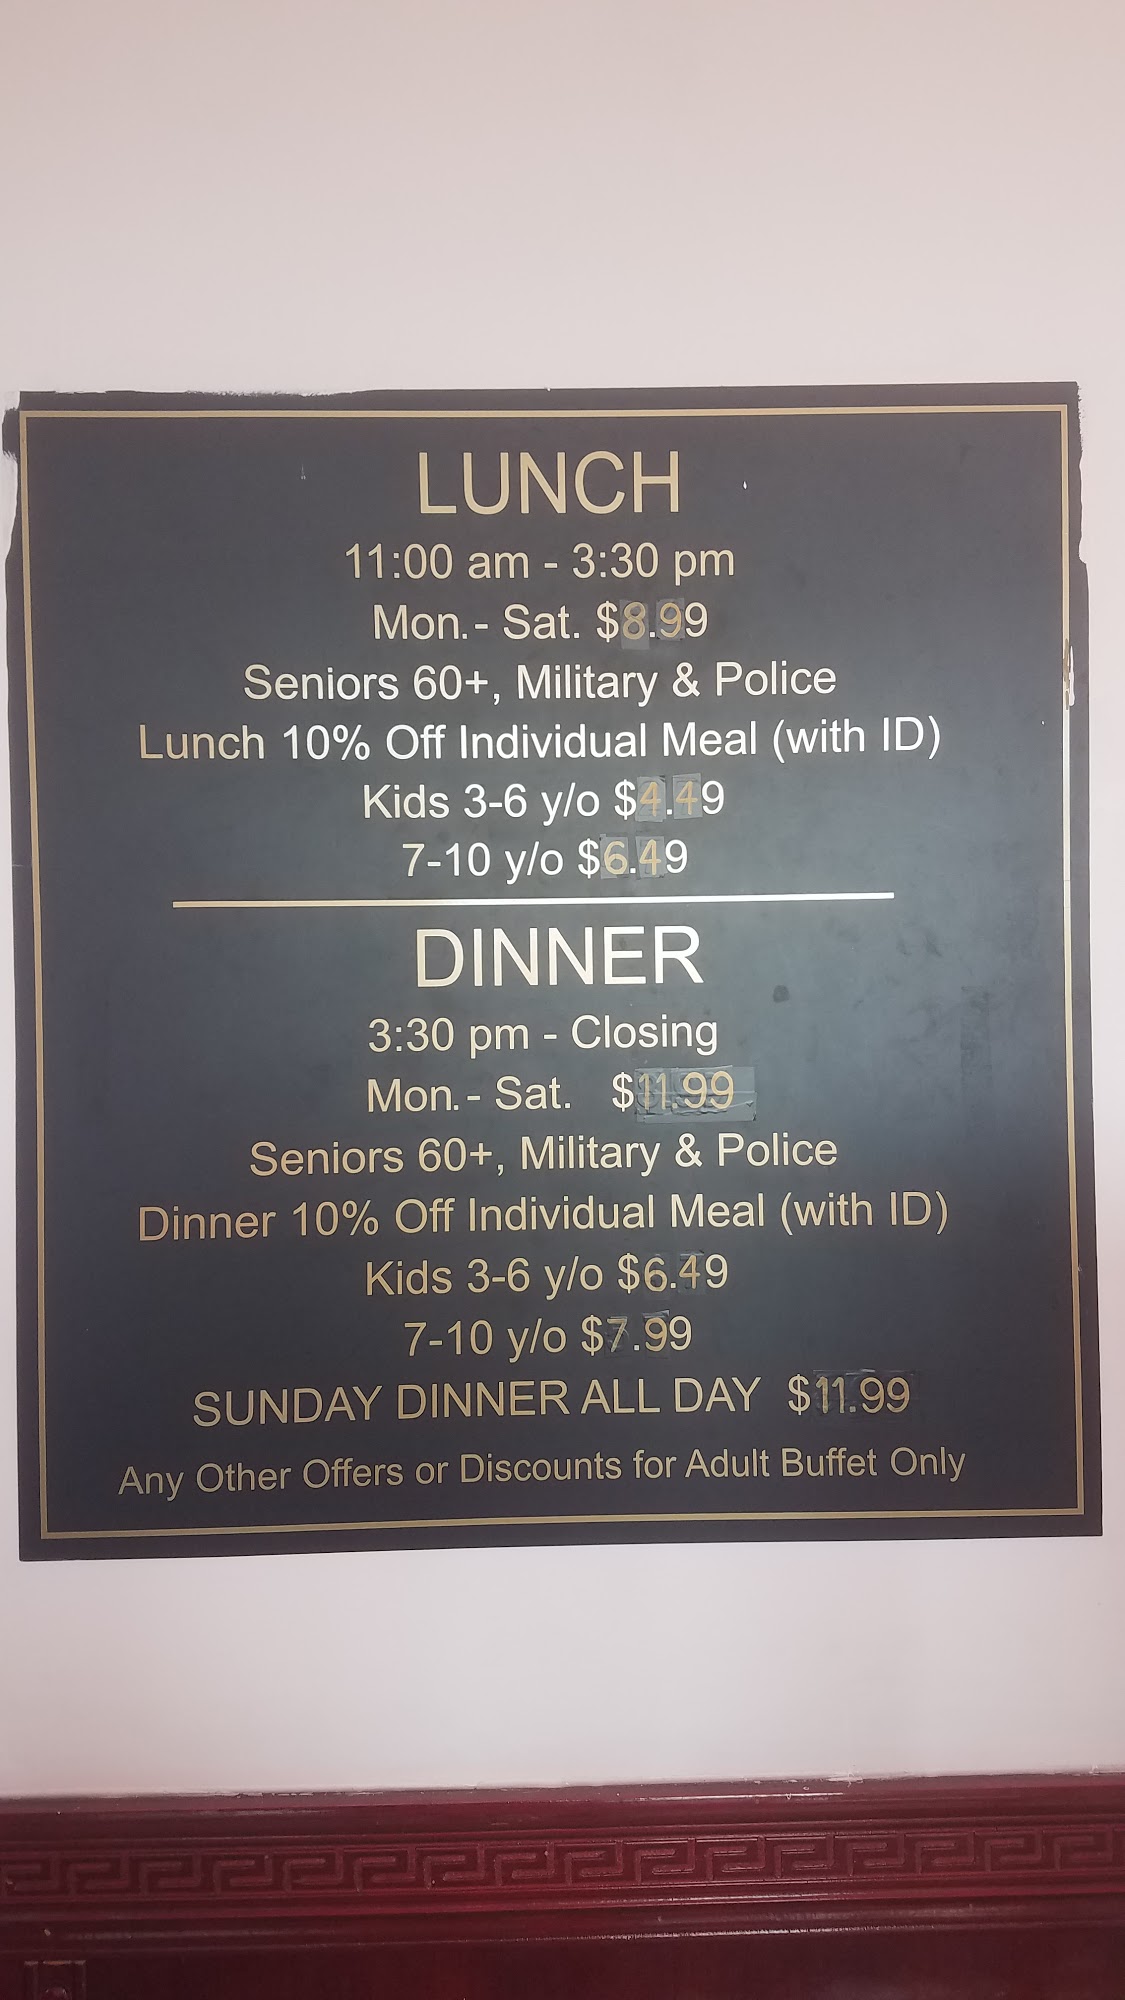 LUNCH
11:00 am - 3:30 pm
Mon.- Sat. $8.99
Seniors 60+, Military & Police
Lunch 10% Off Individual Meal (with ID)
Kids 3-6 y/o $4.49
7-10 y/o $6.49
DINNER
3:30 pm - Closing
Mon.- Sat. $11.99
Seniors 60+, Military & Police
Dinner 10% Off Individual Meal (with ID)
Kids 3-6 y/o $6.49
7-10 y/o $7.99
SUNDAY DINNER ALL DAY $11.99
Any Other Offers or Discounts for Adult Buffet Only